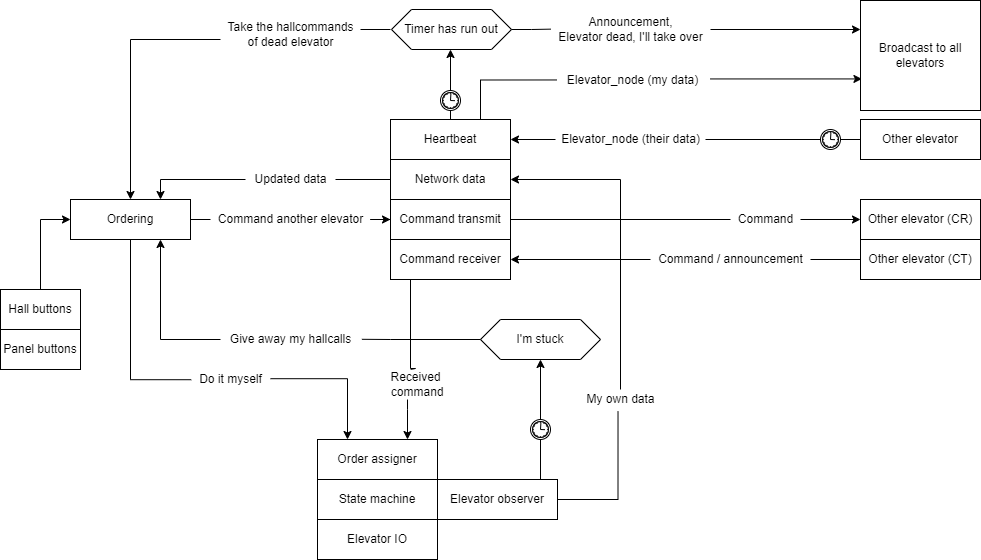 Take the hallcommands
of dead elevator
Timer has run out
Announcement,
Elevator dead, I'll take over
Broadcast to all
elevators
Elevator_node (my data)
Heartbeat
Elevator_node (their data)
Other elevator
Updated data
Network data
Ordering
Command another elevator
Command transmit
Command
Other elevator (CR)
Command receiver
Command / announcement
Other elevator (CT)
Hall buttons
Panel buttons
Give away my hallcalls
I'm stuck
Do it myself
Received
command
My own data
Order assigner
State machine
Elevator observer
Elevator IO